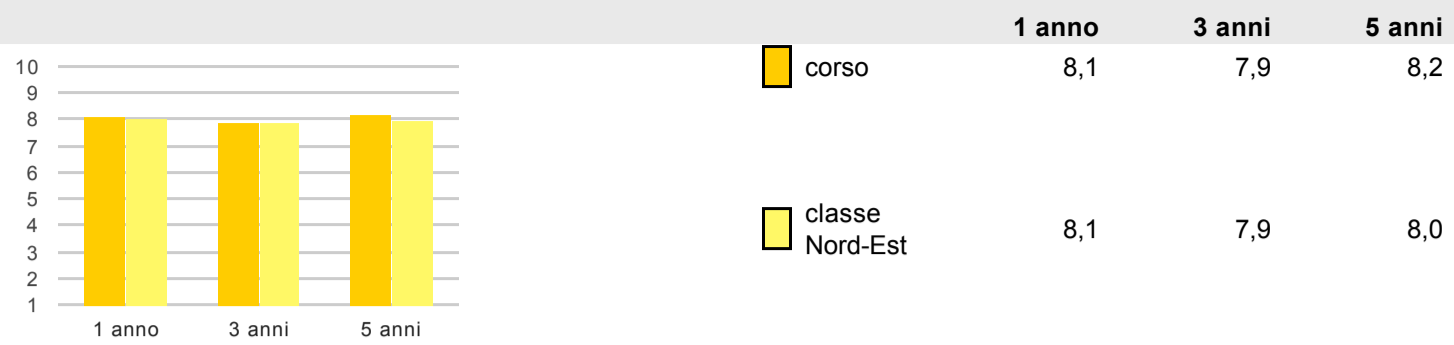 1 anno 3 anni 5 anni
10
9
8
7
6
5
4
3
2
1
1 anno 3 anni 5 anni
corso 8,1 7,9 8,2
classe
Nord-Est 8,1 7,9 8,0